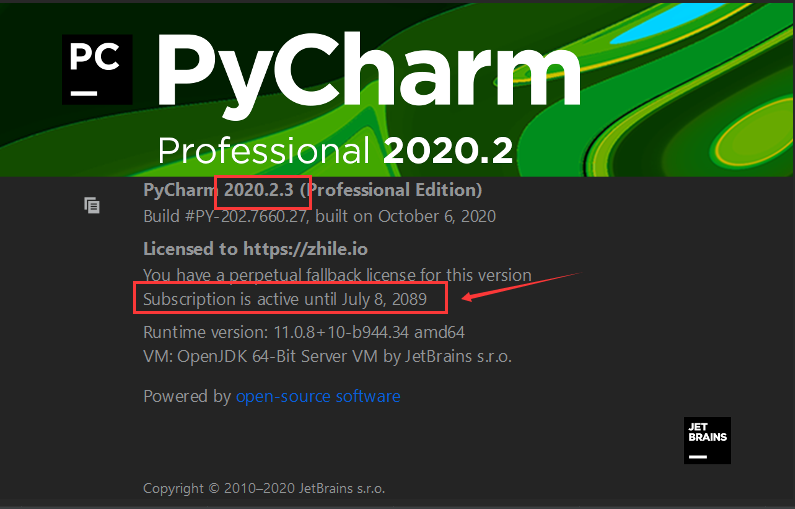 PC
PyCharm
Professional 2020.2
PyCharm 2020.2.3 (Professional Edition)
Build #PY-202.7660.27, built on October 6, 2020
Licensed to https://zhile.io
You have a perpetual fallback license for this version
Subscription is active until July 8, 2089
Runtime version: 11.0.8+10-b944.34 amd64
VM: OpenJDK 64-Bit Server VM by JetBrains s.r.o.
Powered by open-source software
JET
BRAINS
Copyright © 2010–2020 JetBrains s.r.o.